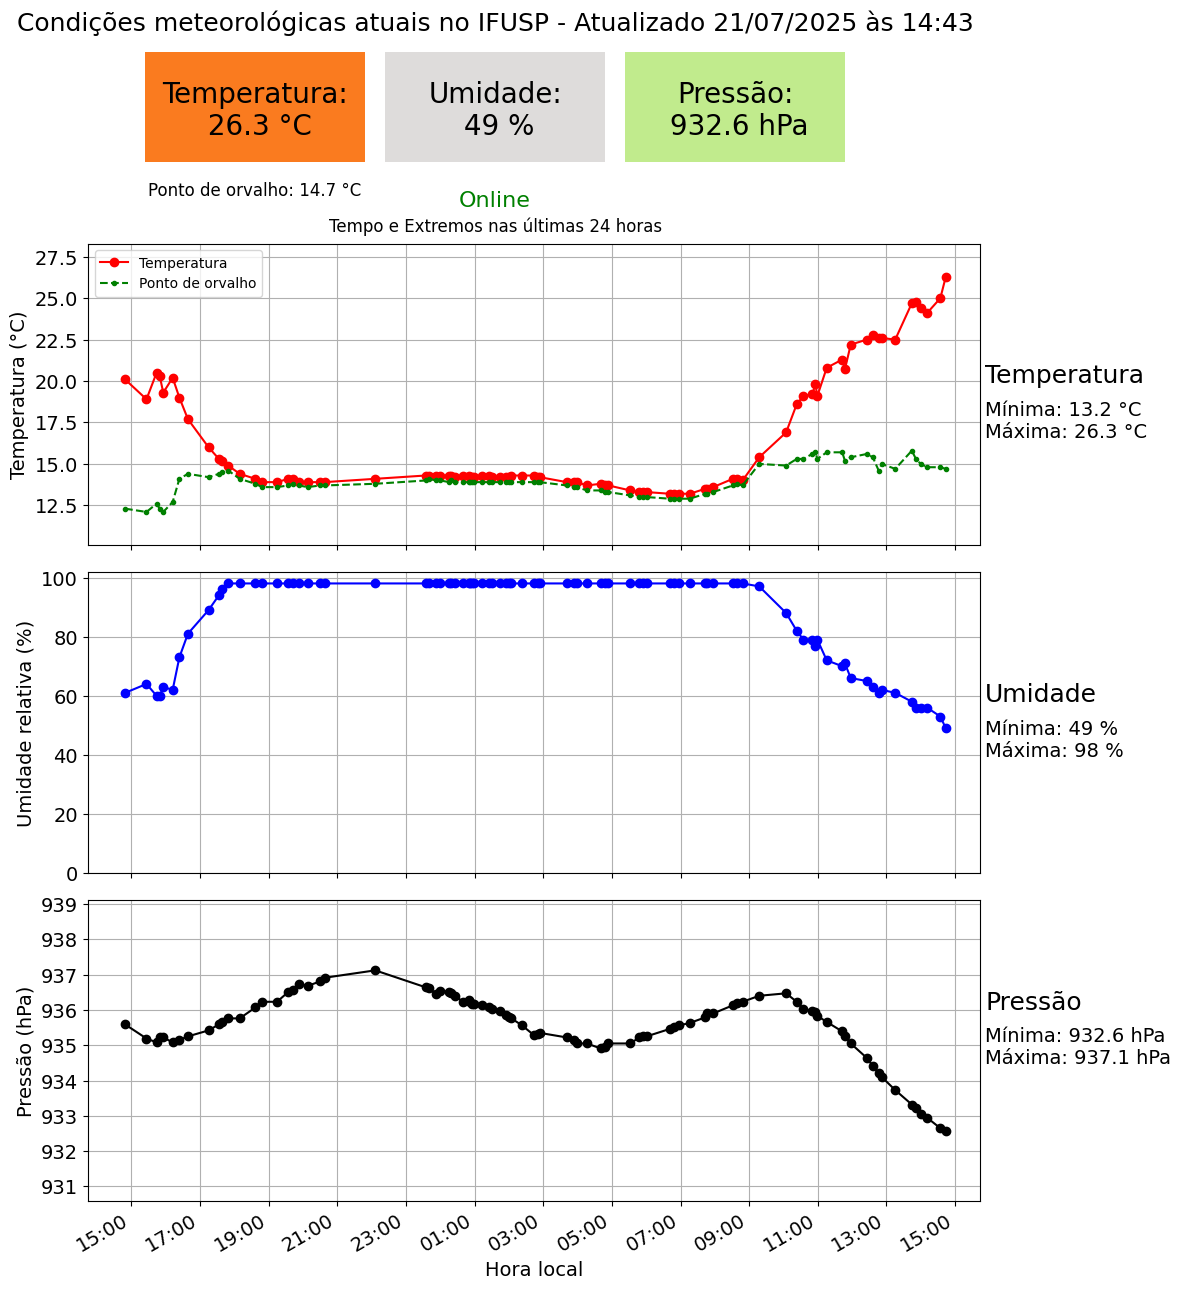 Condições meteorológicas atuais no IFUSP - Atualizado 21/07/2025 às 14:43
Temperatura:
26.3 °C
Umidade:
49 %
Pressão:
932.6 hPa
Ponto de orvalho: 14.7 °C
Online
Tempo e Extremos nas últimas 24 horas
Temperatura
Ponto de orvalho
27.5
25.0
22.5
20.0
17.5
15.0
12.5
Temperatura (°C)
Temperatura
Mínima: 13.2 °C
Máxima: 26.3 °C
100
80
60
40
20
0
Umidade relativa (%)
Umidade
Mínima: 49 %
Máxima: 98 %
939
938
937
936
935
934
933
932
931
Pressão (hPa)
Pressão
Mínima: 932.6 hPa
Máxima: 937.1 hPa
15:00 17:00 19:00 21:00 23:00 01:00 03:00 05:00 07:00 09:00 11:00 13:00 15:00
Hora local